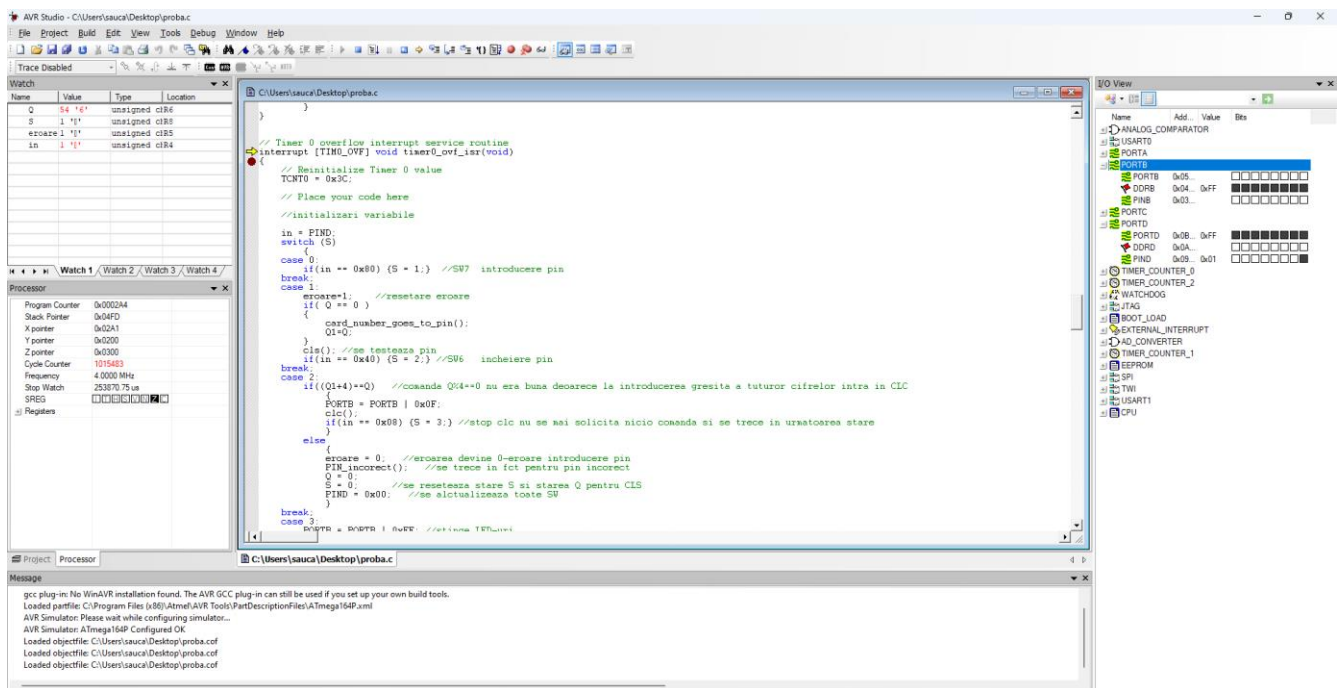 AVR Studio - C:\Users\sauca\Desktop\proba.c
File Project Build Edit View Tools Debug Window Help
Trace Disabled
Watch
Name Value Type Location
Q 54 '6' unsigned cIR6
S unsigned cIR8
eroare unsigned cIR5
in unsigned cIR4
Watch 1 Watch 2 Watch 3 Watch 4
Processor
Program Counter 0x0002A4
Stack Pointer 0x04FD
X pointer 0x02A1
Y pointer 0x0200
Z pointer 0x0300
Cycle Counter 1015483
Frequency 4.0000 MHz
Stop Watch 253870.75 us
SREG I T H S V N Z C
Registers
Project Processor
C:\Users\sauca\Desktop\proba.c
}
}
// Timer 0 overflow interrupt service routine
interrupt [TIM0_OVF] void timer0_ovf_isr(void)
{
// Reinitialize Timer 0 value
TCNT0 = 0x3C;
// Place your code here
//initializari variabile
in = PIND;
switch (S)
{
case 0:
if(in == 0x80) {S = 1;} //SW7 introducere pin
break;
case 1:
eroare=1; //resetare eroare
if( Q == 0 )
{
card_number_goes_to_pin();
Q1=Q;
}
cls(); //se testeaza pin
if(in == 0x40) {S = 2;} //SW6 incheiere pin
break;
case 2:
if((Q1+4)==Q) //comanda Q%4==0 nu era buna deoarece la introducerea gresita a tuturor cifrelor intra in CLC
{
PORTB = PORTB | 0x0F;
clc();
if(in == 0x08) {S = 3;} //stop clc nu se mai solicita nicio comanda si se trece in urmatoarea stare
}
else
{
eroare = 0; //eroarea devine 0-eroare introducere pin
PIN_incorect(); //se trece in fct pentru pin incorect
Q = 0;
S = 0; //se reseteaza stare S si starea Q pentru CLS
PIND = 0x00; //se alctualizeaza toate SW
}
break;
case 3:
PORTB = PORTB | 0xFF; //stinge LED-uri
C:\Users\sauca\Desktop\proba.c
I/O View
Name Add... Value Bits
ANALOG_COMPARATOR
USART0
PORTA
PORTB
PORTB 0x05...
DDRB 0x04... 0xFF
PINB 0x03...
PORTC
PORTD
PORTD 0x0B... 0xFF
DDRD 0x0A...
PIND 0x09... 0x01
TIMER_COUNTER_0
TIMER_COUNTER_2
WATCHDOG
JTAG
BOOT_LOAD
EXTERNAL_INTERRUPT
AD_CONVERTER
TIMER_COUNTER_1
EEPROM
SPI
TWI
USART1
CPU
Message
gcc plug-in: No WinAVR installation found. The AVR GCC plug-in can still be used if you set up your own build tools.
Loaded partfile: C:\Program Files (x86)\Atmel\AVR Tools\PartDescriptionFiles\ATmega164P.xml
AVR Simulator: Please wait while configuring simulator...
AVR Simulator: ATmega164P Configured OK
Loaded objectfile: C:\Users\sauca\Desktop\proba.cof
Loaded objectfile: C:\Users\sauca\Desktop\proba.cof
Loaded objectfile: C:\Users\sauca\Desktop\proba.cof